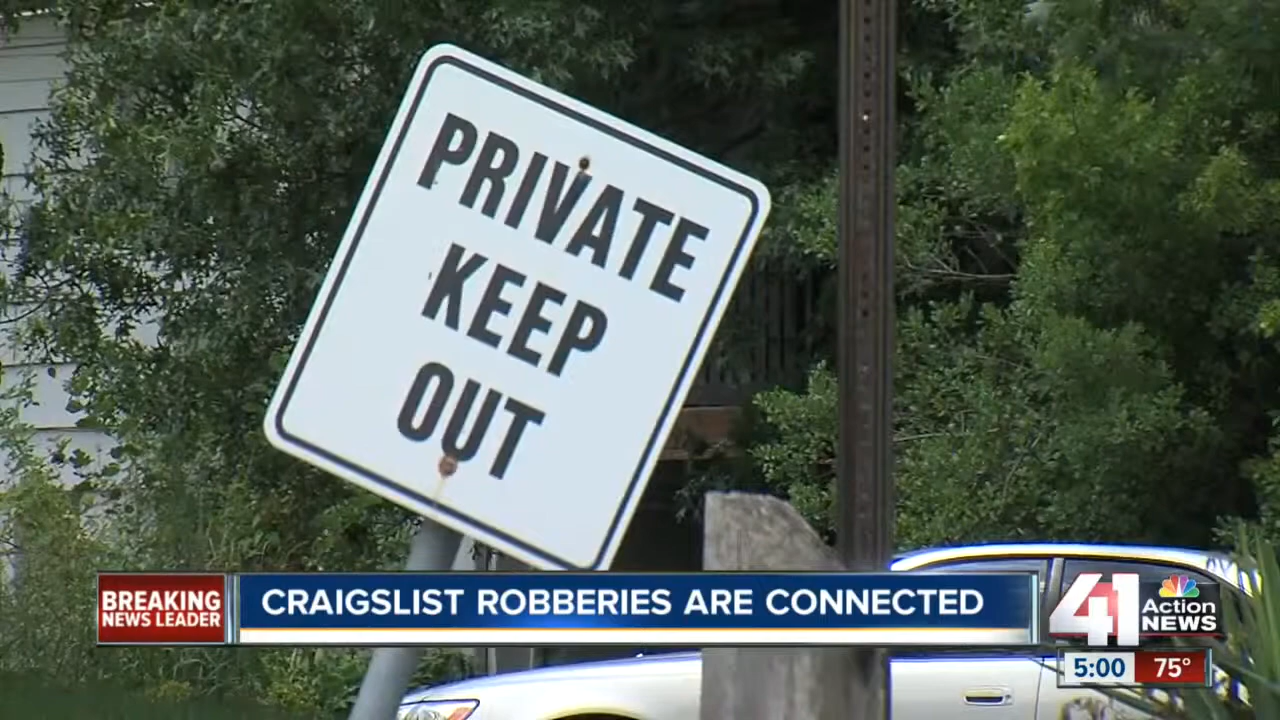 PRIVATE
KEEP
OUT
BREAKING
NEWS LEADER
CRAIGSLIST ROBBERIES ARE CONNECTED
41
Action
NEWS
5:00 75°